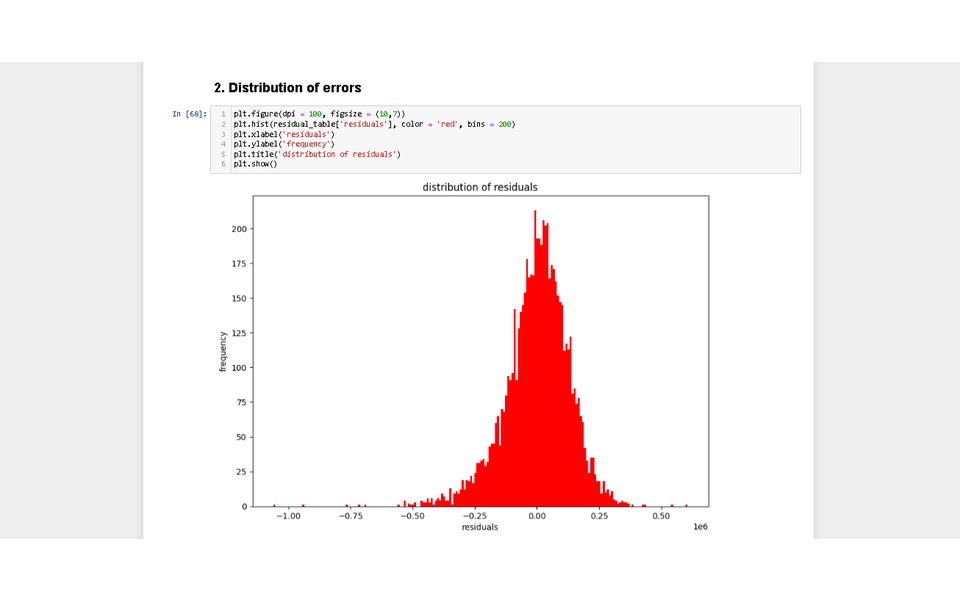 2. Distribution of errors
In [68]:
1 plt.figure(dpi = 100, figsize = (10,7))
2 plt.hist(residual_table['residuals'], color = 'red', bins = 200)
3 plt.xlabel('residuals')
4 plt.ylabel('frequency')
5 plt.title('distribution of residuals')
6 plt.show()
distribution of residuals
200
175
150
125
100
75
50
25
0
frequency
−1.00 −0.75 −0.50 −0.25 0.00 0.25 0.50
residuals
1e6